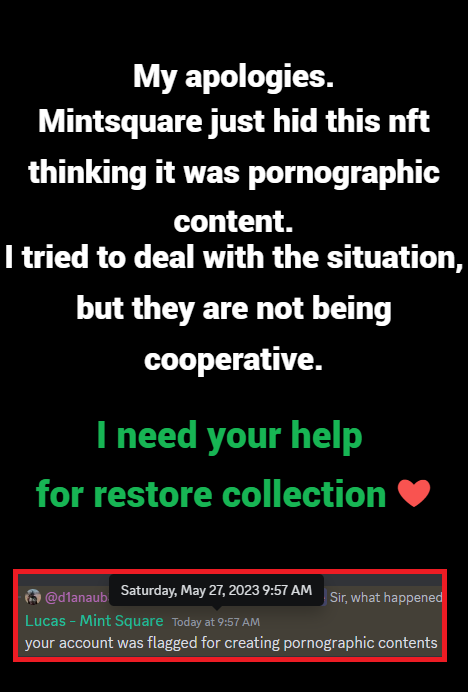 My apologies.
Mintsquare just hid this nft
thinking it was pornographic
content.
I tried to deal with the situation,
but they are not being
cooperative.
I need your help
for restore collection
Saturday, May 27, 2023 9:57 AM
@d1anaub Sir, what happened
Lucas - Mint Square Today at 9:57 AM
your account was flagged for creating pornographic contents